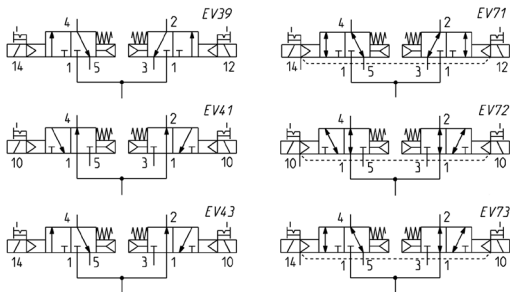 4 2 EV39
14 1 5 3 1 12
4 2 EV71
14 1 5 3 1 12
4 2 EV41
10 1 5 3 1 10
4 2 EV72
10 1 5 3 1 10
4 2 EV43
14 1 5 3 1 10
4 2 EV73
14 1 5 3 1 10